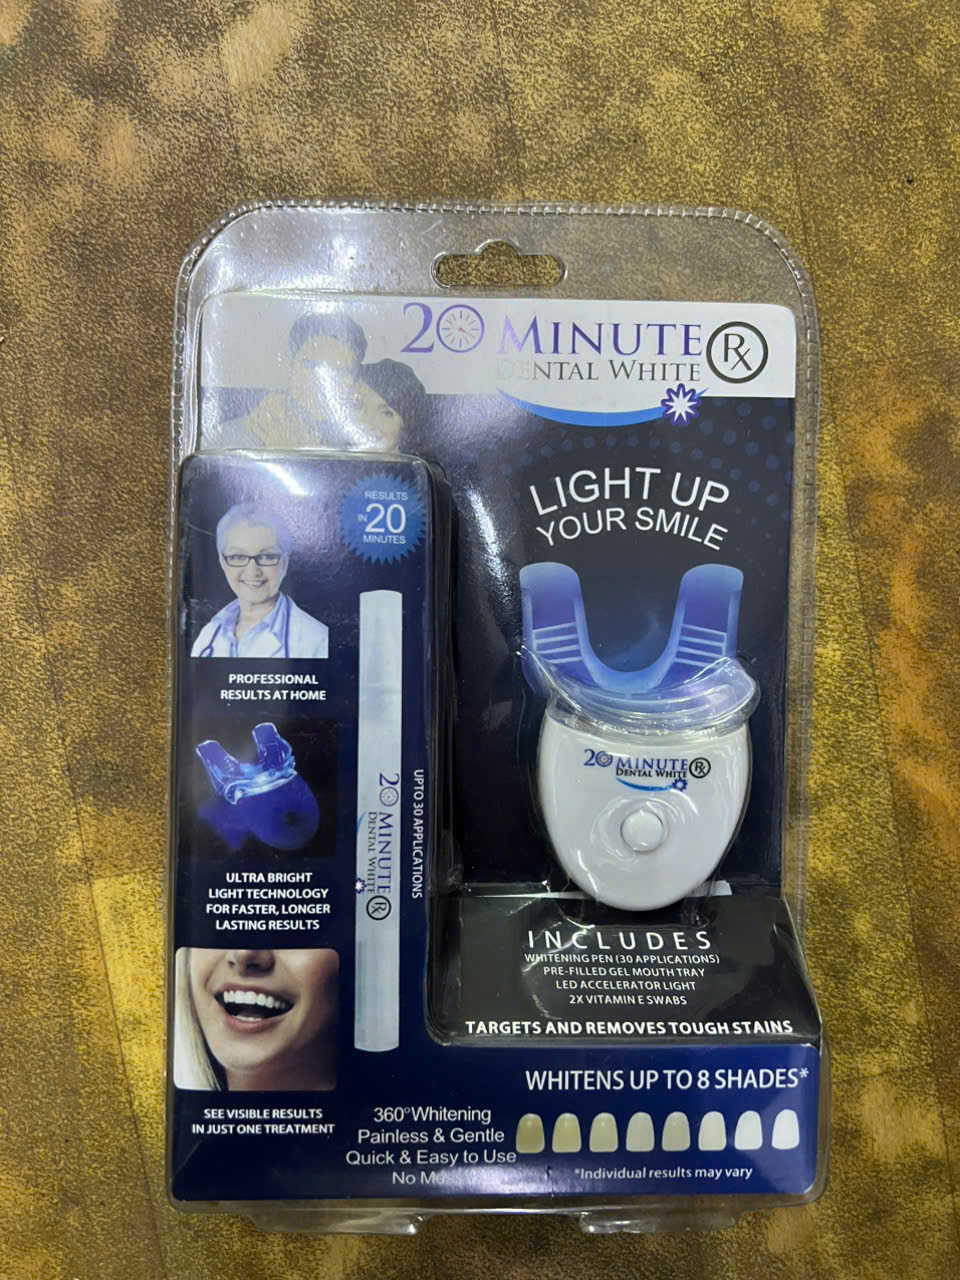 20 MINUTE Rx
DENTAL WHITE
LIGHT UP
YOUR SMILE
RESULTS
IN 20
MINUTES
PROFESSIONAL
RESULTS AT HOME
ULTRA BRIGHT
LIGHT TECHNOLOGY
FOR FASTER, LONGER
LASTING RESULTS
SEE VISIBLE RESULTS
IN JUST ONE TREATMENT
20 MINUTE Rx
DENTAL WHITE
UPTO 30 APPLICATIONS
20 MINUTE Rx
DENTAL WHITE
INCLUDES
WHITENING PEN (30 APPLICATIONS)
PRE-FILLED GEL MOUTH TRAY
LED ACCELERATOR LIGHT
2X VITAMIN E SWABS
TARGETS AND REMOVES TOUGH STAINS
WHITENS UP TO 8 SHADES*
360° Whitening
Painless & Gentle
Quick & Easy to Use
No
*Individual results may vary